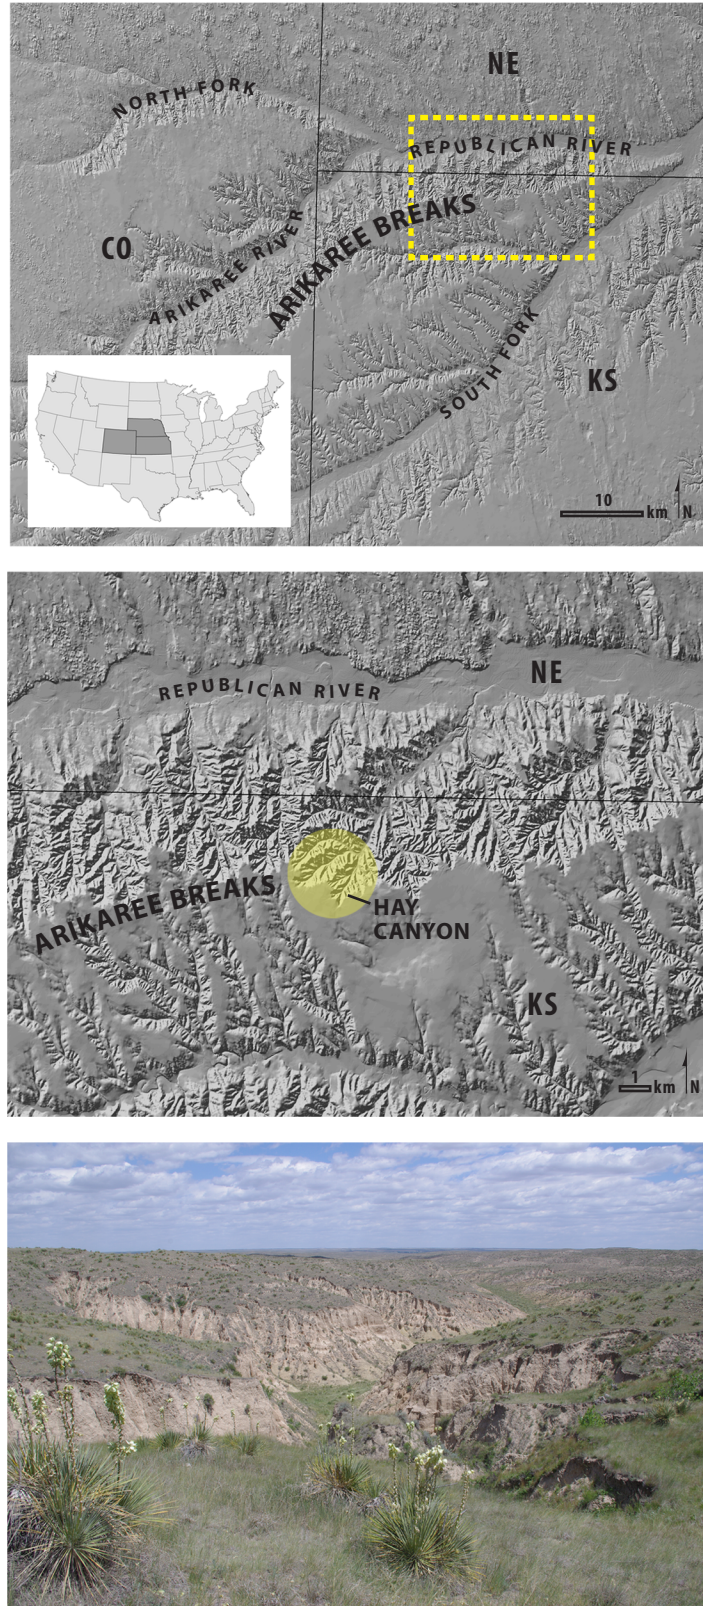 NE
NORTH FORK
REPUBLICAN RIVER
CO
ARIKAREE RIVER
ARIKAREE BREAKS
SOUTH FORK
KS
10
km
N
NE
REPUBLICAN RIVER
ARIKAREE BREAKS
HAY
CANYON
KS
1
km
N